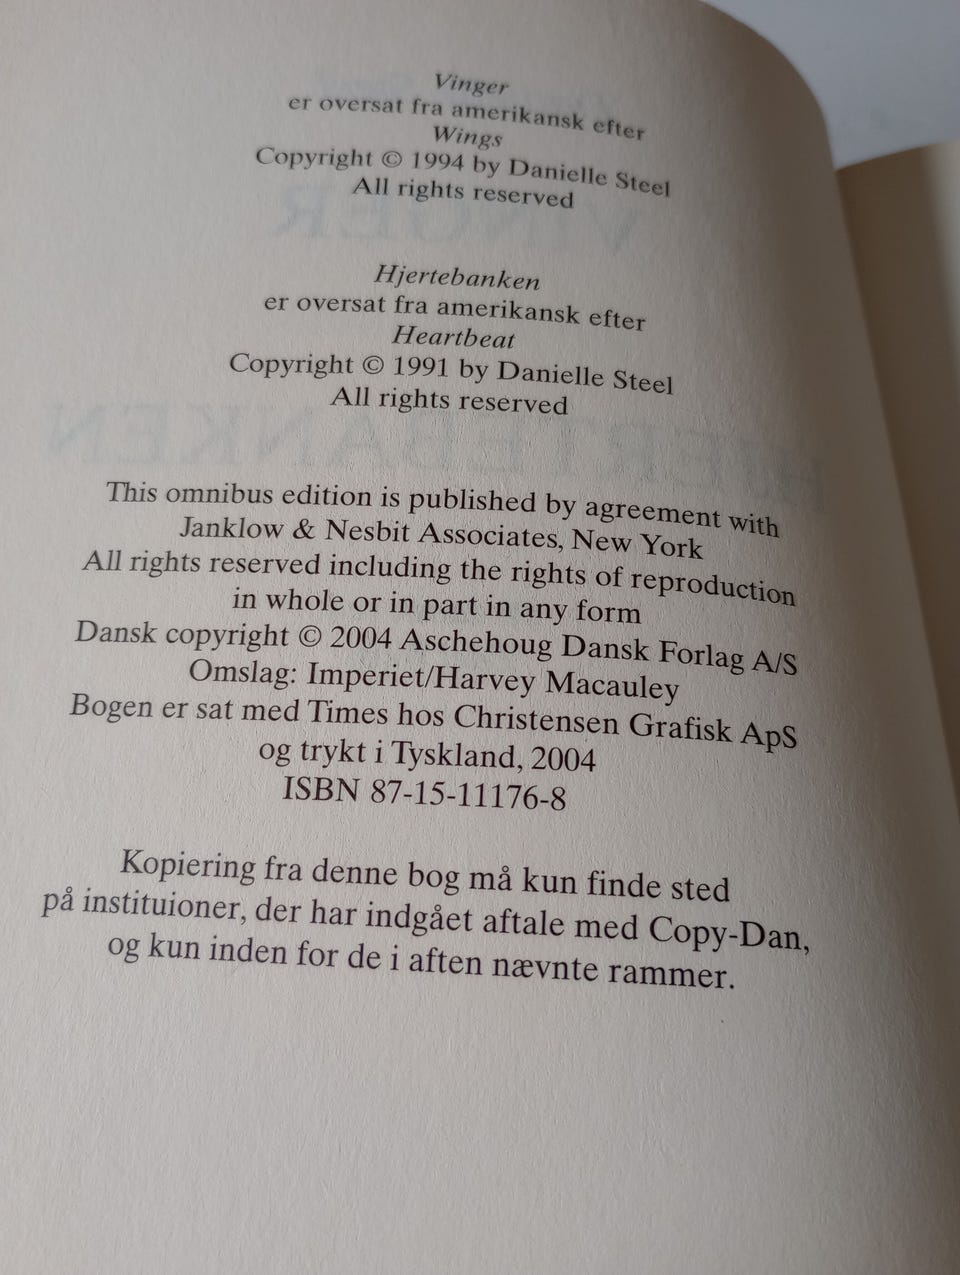 Vinger
er oversat fra amerikansk efter
Wings
Copyright © 1994 by Danielle Steel
All rights reserved
Hjertebanken
er oversat fra amerikansk efter
Heartbeat
Copyright © 1991 by Danielle Steel
All rights reserved
This omnibus edition is published by agreement with
Janklow & Nesbit Associates, New York
All rights reserved including the rights of reproduction
in whole or in part in any form
Dansk copyright © 2004 Aschehoug Dansk Forlag A/S
Omslag: Imperiet/Harvey Macauley
Bogen er sat med Times hos Christensen Grafisk ApS
og trykt i Tyskland, 2004
ISBN 87-15-11176-8
Kopiering fra denne bog må kun finde sted
på instituioner, der har indgået aftale med Copy-Dan,
og kun inden for de i aften nævnte rammer.